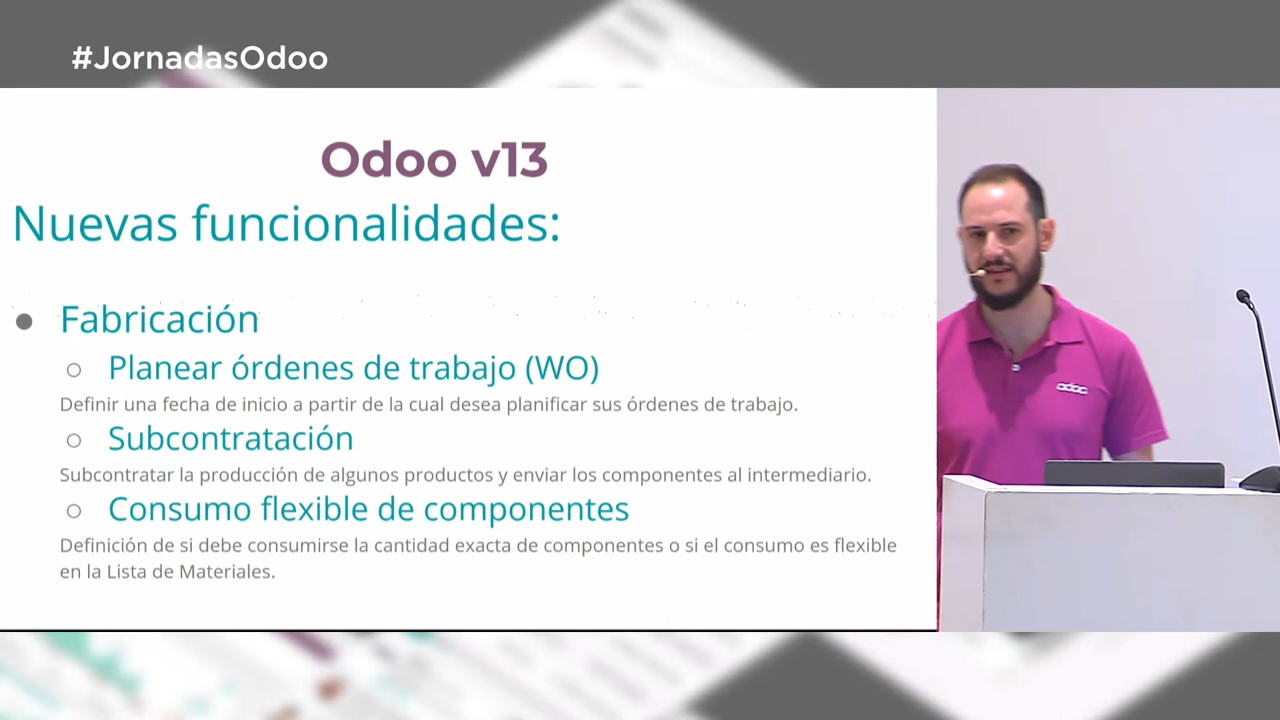 #JornadasOdoo
Odoo v13
Nuevas funcionalidades:
Fabricación
Planear órdenes de trabajo (WO)
Definir una fecha de inicio a partir de la cual desea planificar sus órdenes de trabajo.
Subcontratación
Subcontratar la producción de algunos productos y enviar los componentes al intermediario.
Consumo flexible de componentes
Definición de si debe consumirse la cantidad exacta de componentes o si el consumo es flexible
en la Lista de Materiales.
odoo